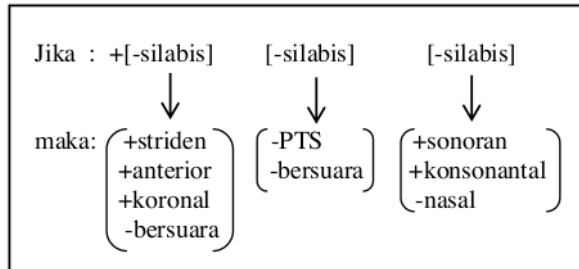 Jika : +[-silabis] [-silabis] [-silabis]
maka: +striden -PTS +sonoran
+anterior -bersuara +konsonantal
+koronal -nasal
-bersuara